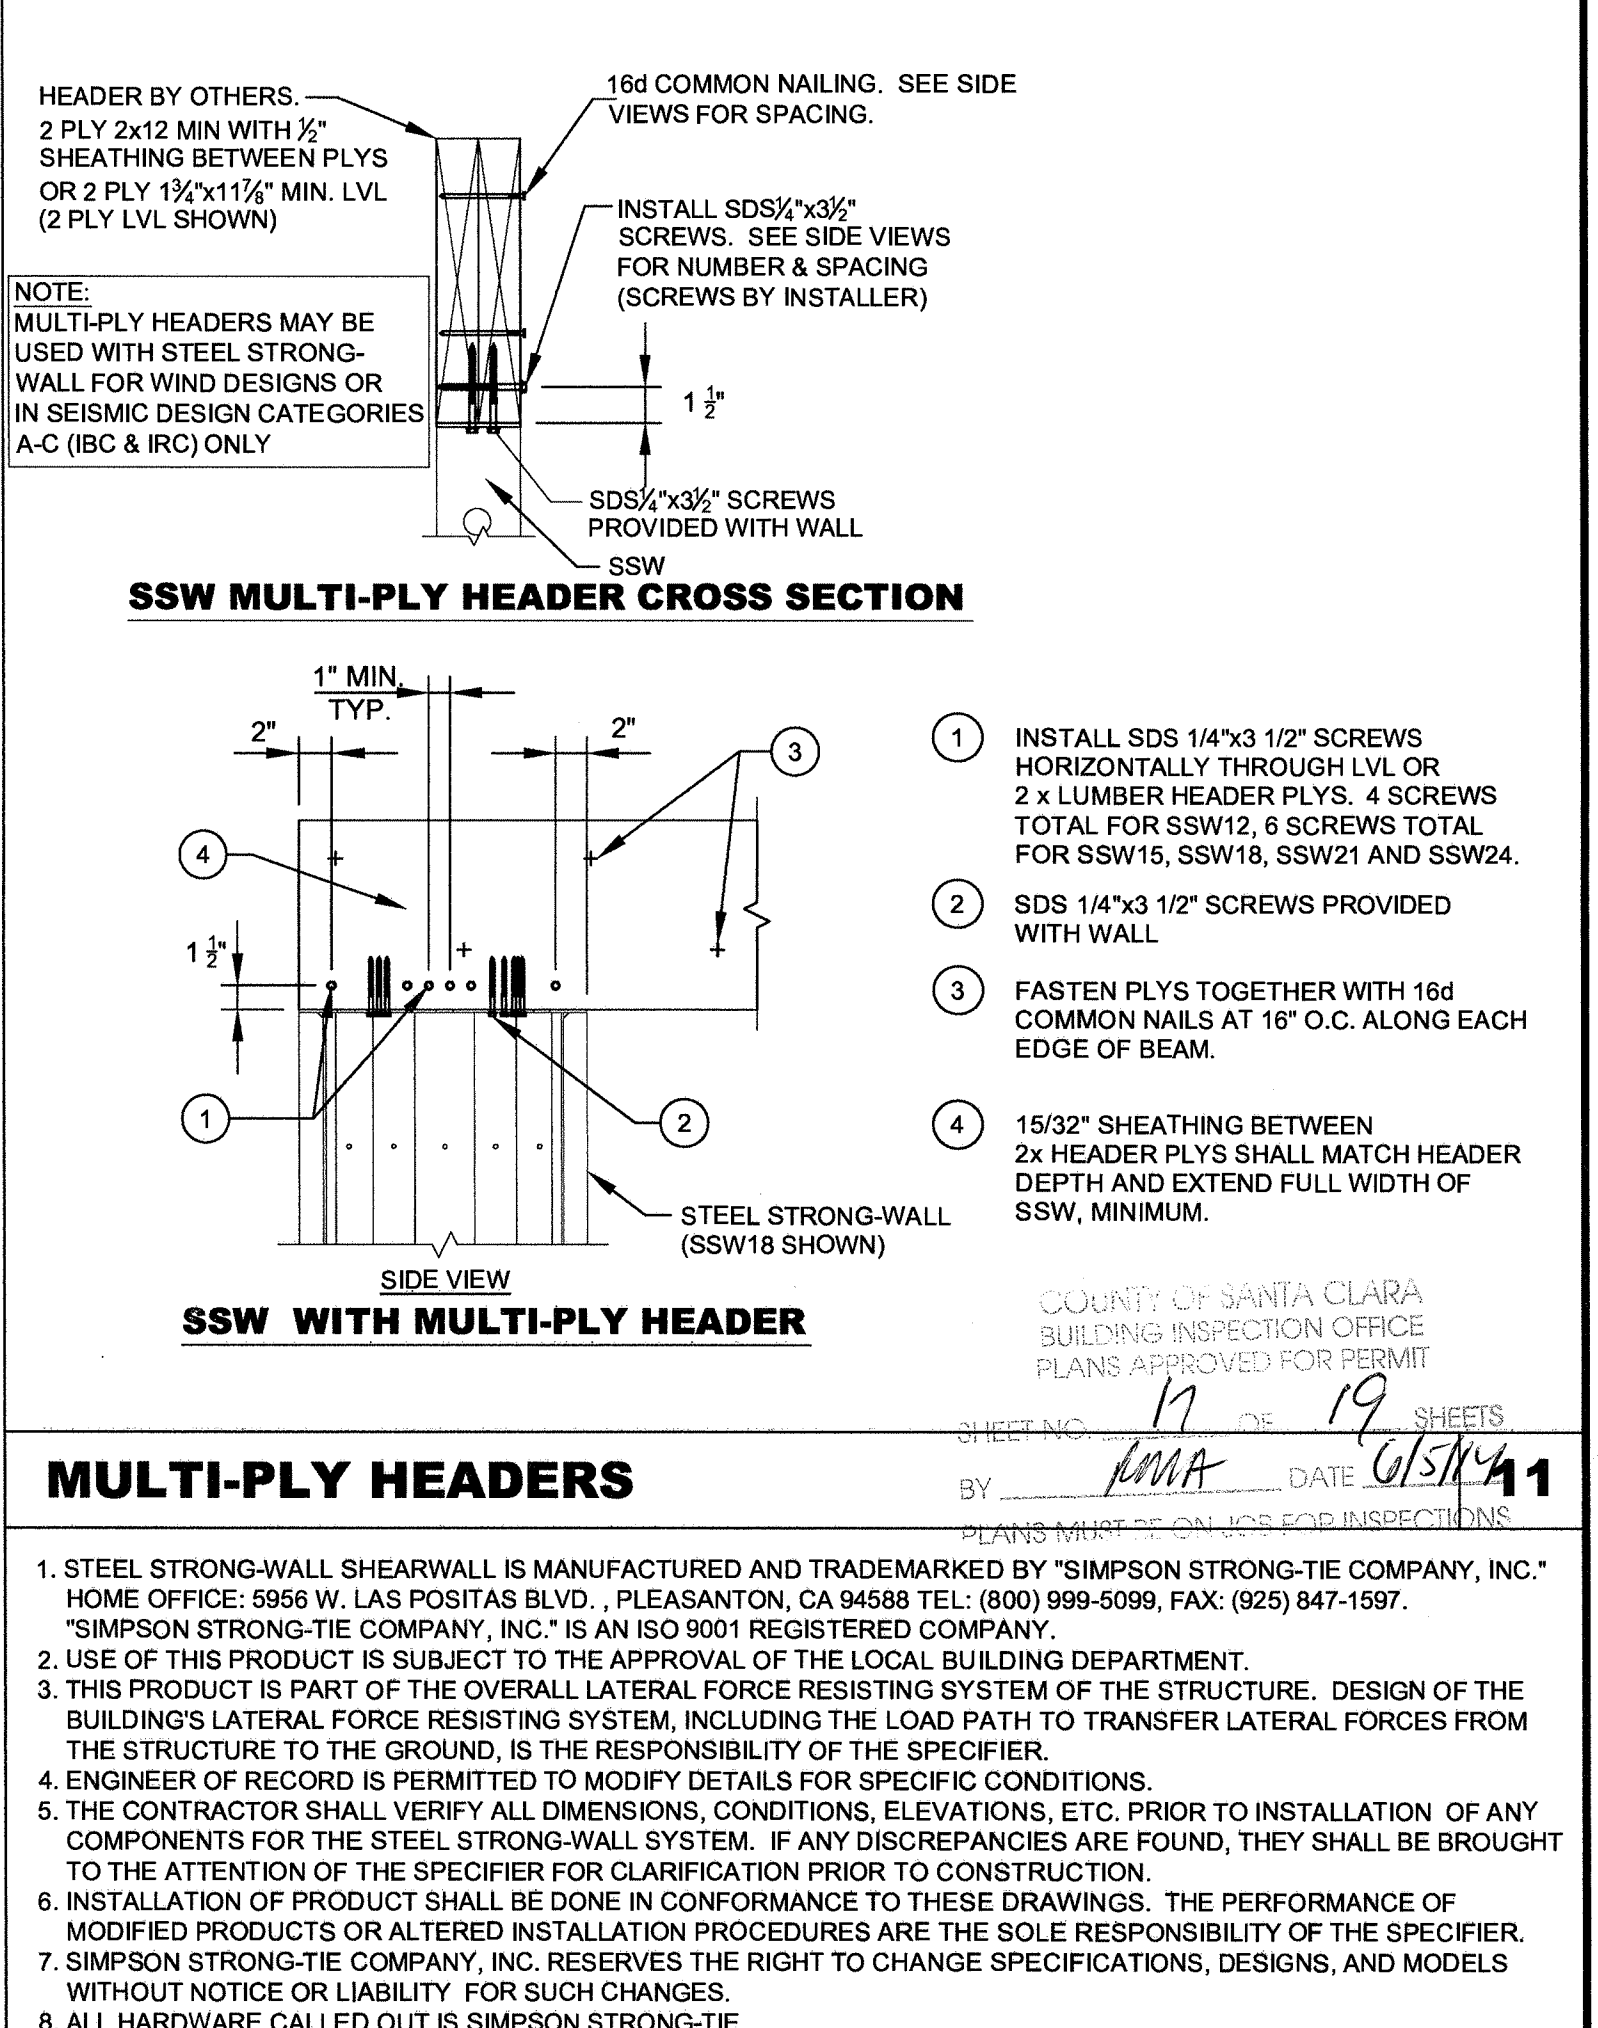 HEADER BY OTHERS.
2 PLY 2x12 MIN WITH ½"
SHEATHING BETWEEN PLYS
OR 2 PLY 1¾"x11⅞" MIN. LVL
(2 PLY LVL SHOWN)
16d COMMON NAILING. SEE SIDE
VIEWS FOR SPACING.
INSTALL SDS¼"x3½"
SCREWS. SEE SIDE VIEWS
FOR NUMBER & SPACING
(SCREWS BY INSTALLER)
NOTE:
MULTI-PLY HEADERS MAY BE
USED WITH STEEL STRONG-
WALL FOR WIND DESIGNS OR
IN SEISMIC DESIGN CATEGORIES
A-C (IBC & IRC) ONLY
1 ½"
SDS¼"x3½" SCREWS
PROVIDED WITH WALL
SSW
SSW MULTI-PLY HEADER CROSS SECTION
1" MIN.
TYP.
2"
2"
3
4
1 ½"
1
2
STEEL STRONG-WALL
(SSW18 SHOWN)
SIDE VIEW
SSW WITH MULTI-PLY HEADER
1 INSTALL SDS 1/4"x3 1/2" SCREWS
HORIZONTALLY THROUGH LVL OR
2 x LUMBER HEADER PLYS. 4 SCREWS
TOTAL FOR SSW12, 6 SCREWS TOTAL
FOR SSW15, SSW18, SSW21 AND SSW24.
2 SDS 1/4"x3 1/2" SCREWS PROVIDED
WITH WALL
3 FASTEN PLYS TOGETHER WITH 16d
COMMON NAILS AT 16" O.C. ALONG EACH
EDGE OF BEAM.
4 15/32" SHEATHING BETWEEN
2x HEADER PLYS SHALL MATCH HEADER
DEPTH AND EXTEND FULL WIDTH OF
SSW, MINIMUM.
COUNTY OF SANTA CLARA
BUILDING INSPECTION OFFICE
PLANS APPROVED FOR PERMIT
SHEET NO. 17 OF 19 SHEETS
BY DATE 6/5/14
PLANS MUST BE ON JOB FOR INSPECTIONS
MULTI-PLY HEADERS
11
1. STEEL STRONG-WALL SHEARWALL IS MANUFACTURED AND TRADEMARKED BY "SIMPSON STRONG-TIE COMPANY, INC."
HOME OFFICE: 5956 W. LAS POSITAS BLVD. , PLEASANTON, CA 94588 TEL: (800) 999-5099, FAX: (925) 847-1597.
"SIMPSON STRONG-TIE COMPANY, INC." IS AN ISO 9001 REGISTERED COMPANY.
2. USE OF THIS PRODUCT IS SUBJECT TO THE APPROVAL OF THE LOCAL BUILDING DEPARTMENT.
3. THIS PRODUCT IS PART OF THE OVERALL LATERAL FORCE RESISTING SYSTEM OF THE STRUCTURE. DESIGN OF THE
BUILDING'S LATERAL FORCE RESISTING SYSTEM, INCLUDING THE LOAD PATH TO TRANSFER LATERAL FORCES FROM
THE STRUCTURE TO THE GROUND, IS THE RESPONSIBILITY OF THE SPECIFIER.
4. ENGINEER OF RECORD IS PERMITTED TO MODIFY DETAILS FOR SPECIFIC CONDITIONS.
5. THE CONTRACTOR SHALL VERIFY ALL DIMENSIONS, CONDITIONS, ELEVATIONS, ETC. PRIOR TO INSTALLATION OF ANY
COMPONENTS FOR THE STEEL STRONG-WALL SYSTEM. IF ANY DISCREPANCIES ARE FOUND, THEY SHALL BE BROUGHT
TO THE ATTENTION OF THE SPECIFIER FOR CLARIFICATION PRIOR TO CONSTRUCTION.
6. INSTALLATION OF PRODUCT SHALL BE DONE IN CONFORMANCE TO THESE DRAWINGS. THE PERFORMANCE OF
MODIFIED PRODUCTS OR ALTERED INSTALLATION PROCEDURES ARE THE SOLE RESPONSIBILITY OF THE SPECIFIER.
7. SIMPSON STRONG-TIE COMPANY, INC. RESERVES THE RIGHT TO CHANGE SPECIFICATIONS, DESIGNS, AND MODELS
WITHOUT NOTICE OR LIABILITY FOR SUCH CHANGES.
8. ALL HARDWARE CALLED OUT IS SIMPSON STRONG-TIE